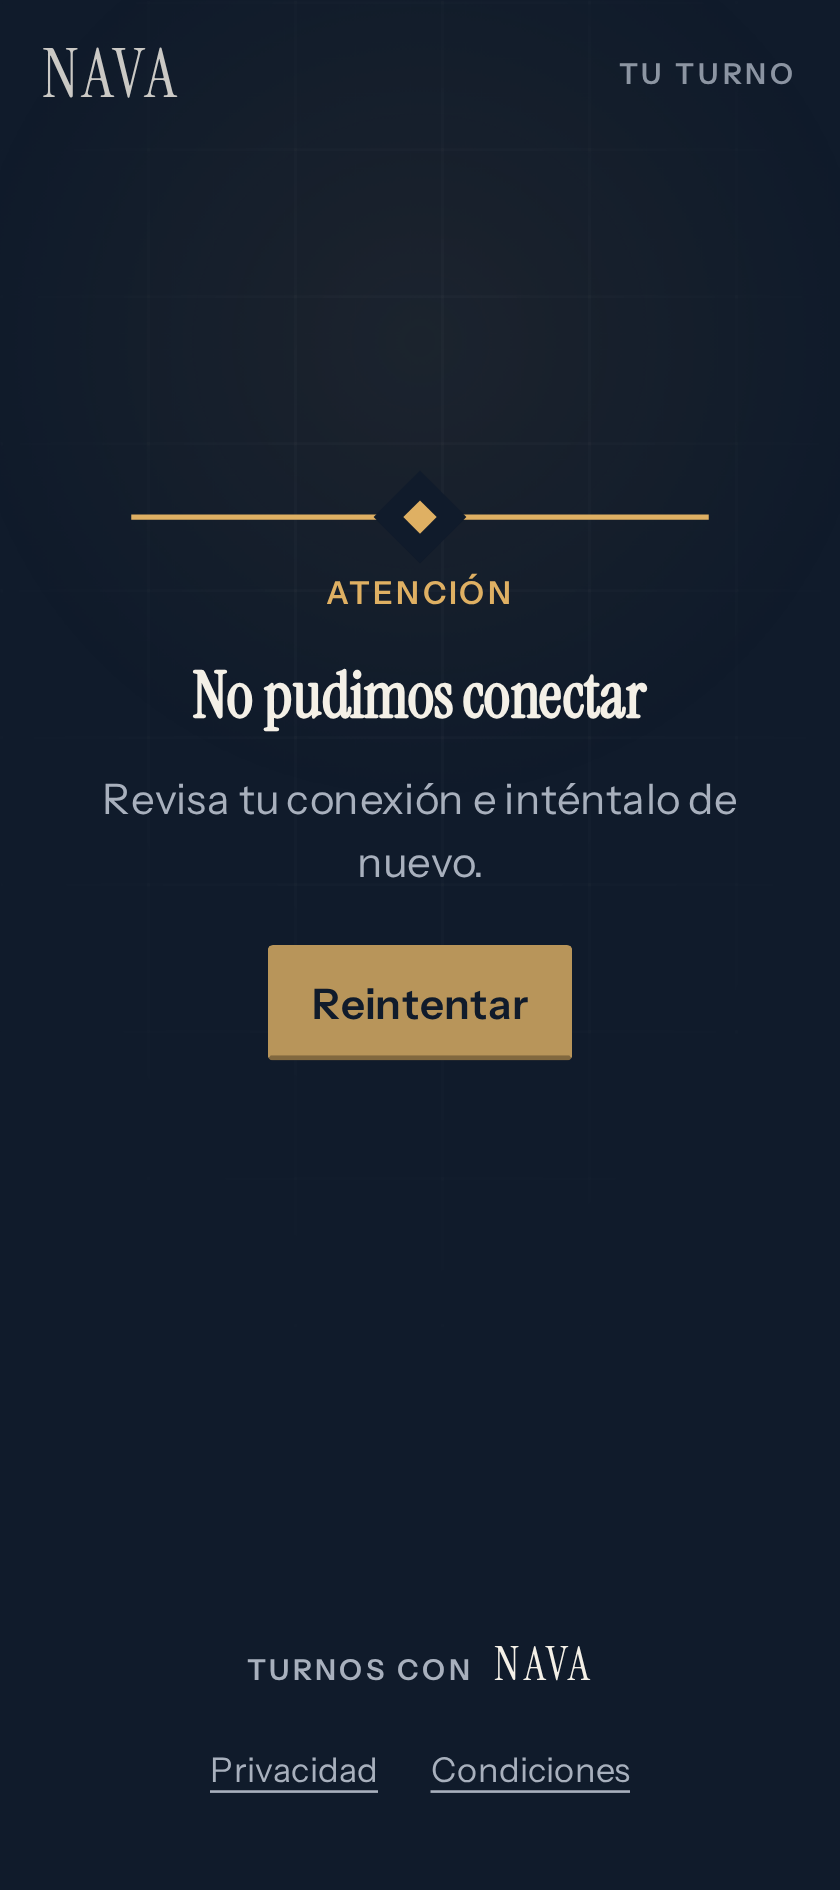 NAVA
TU TURNO
ATENCIÓN
No pudimos conectar
Revisa tu conexión e inténtalo de
nuevo.
Reintentar
TURNOS CON NAVA
Privacidad Condiciones